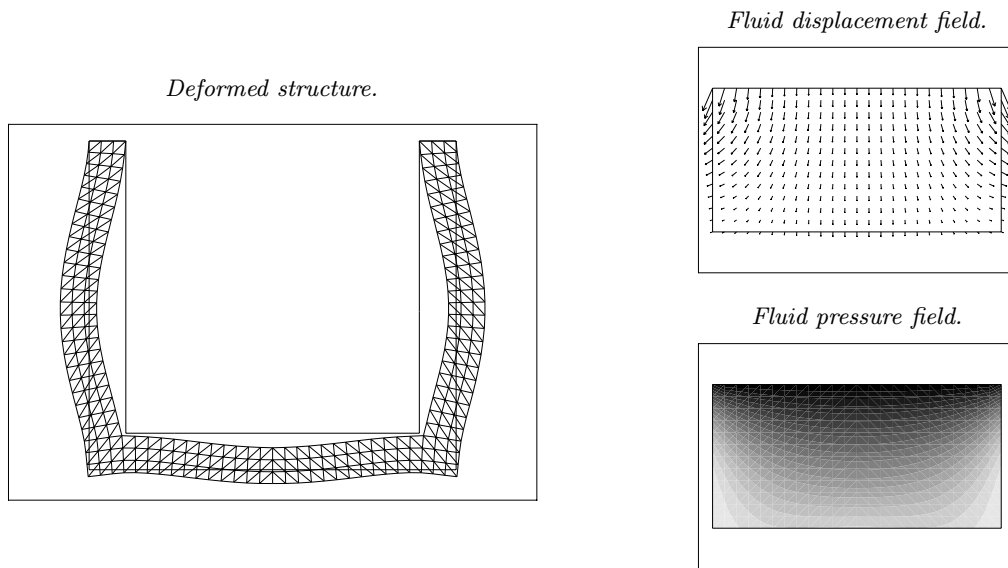 Fluid displacement field.
Deformed structure.
Fluid pressure field.